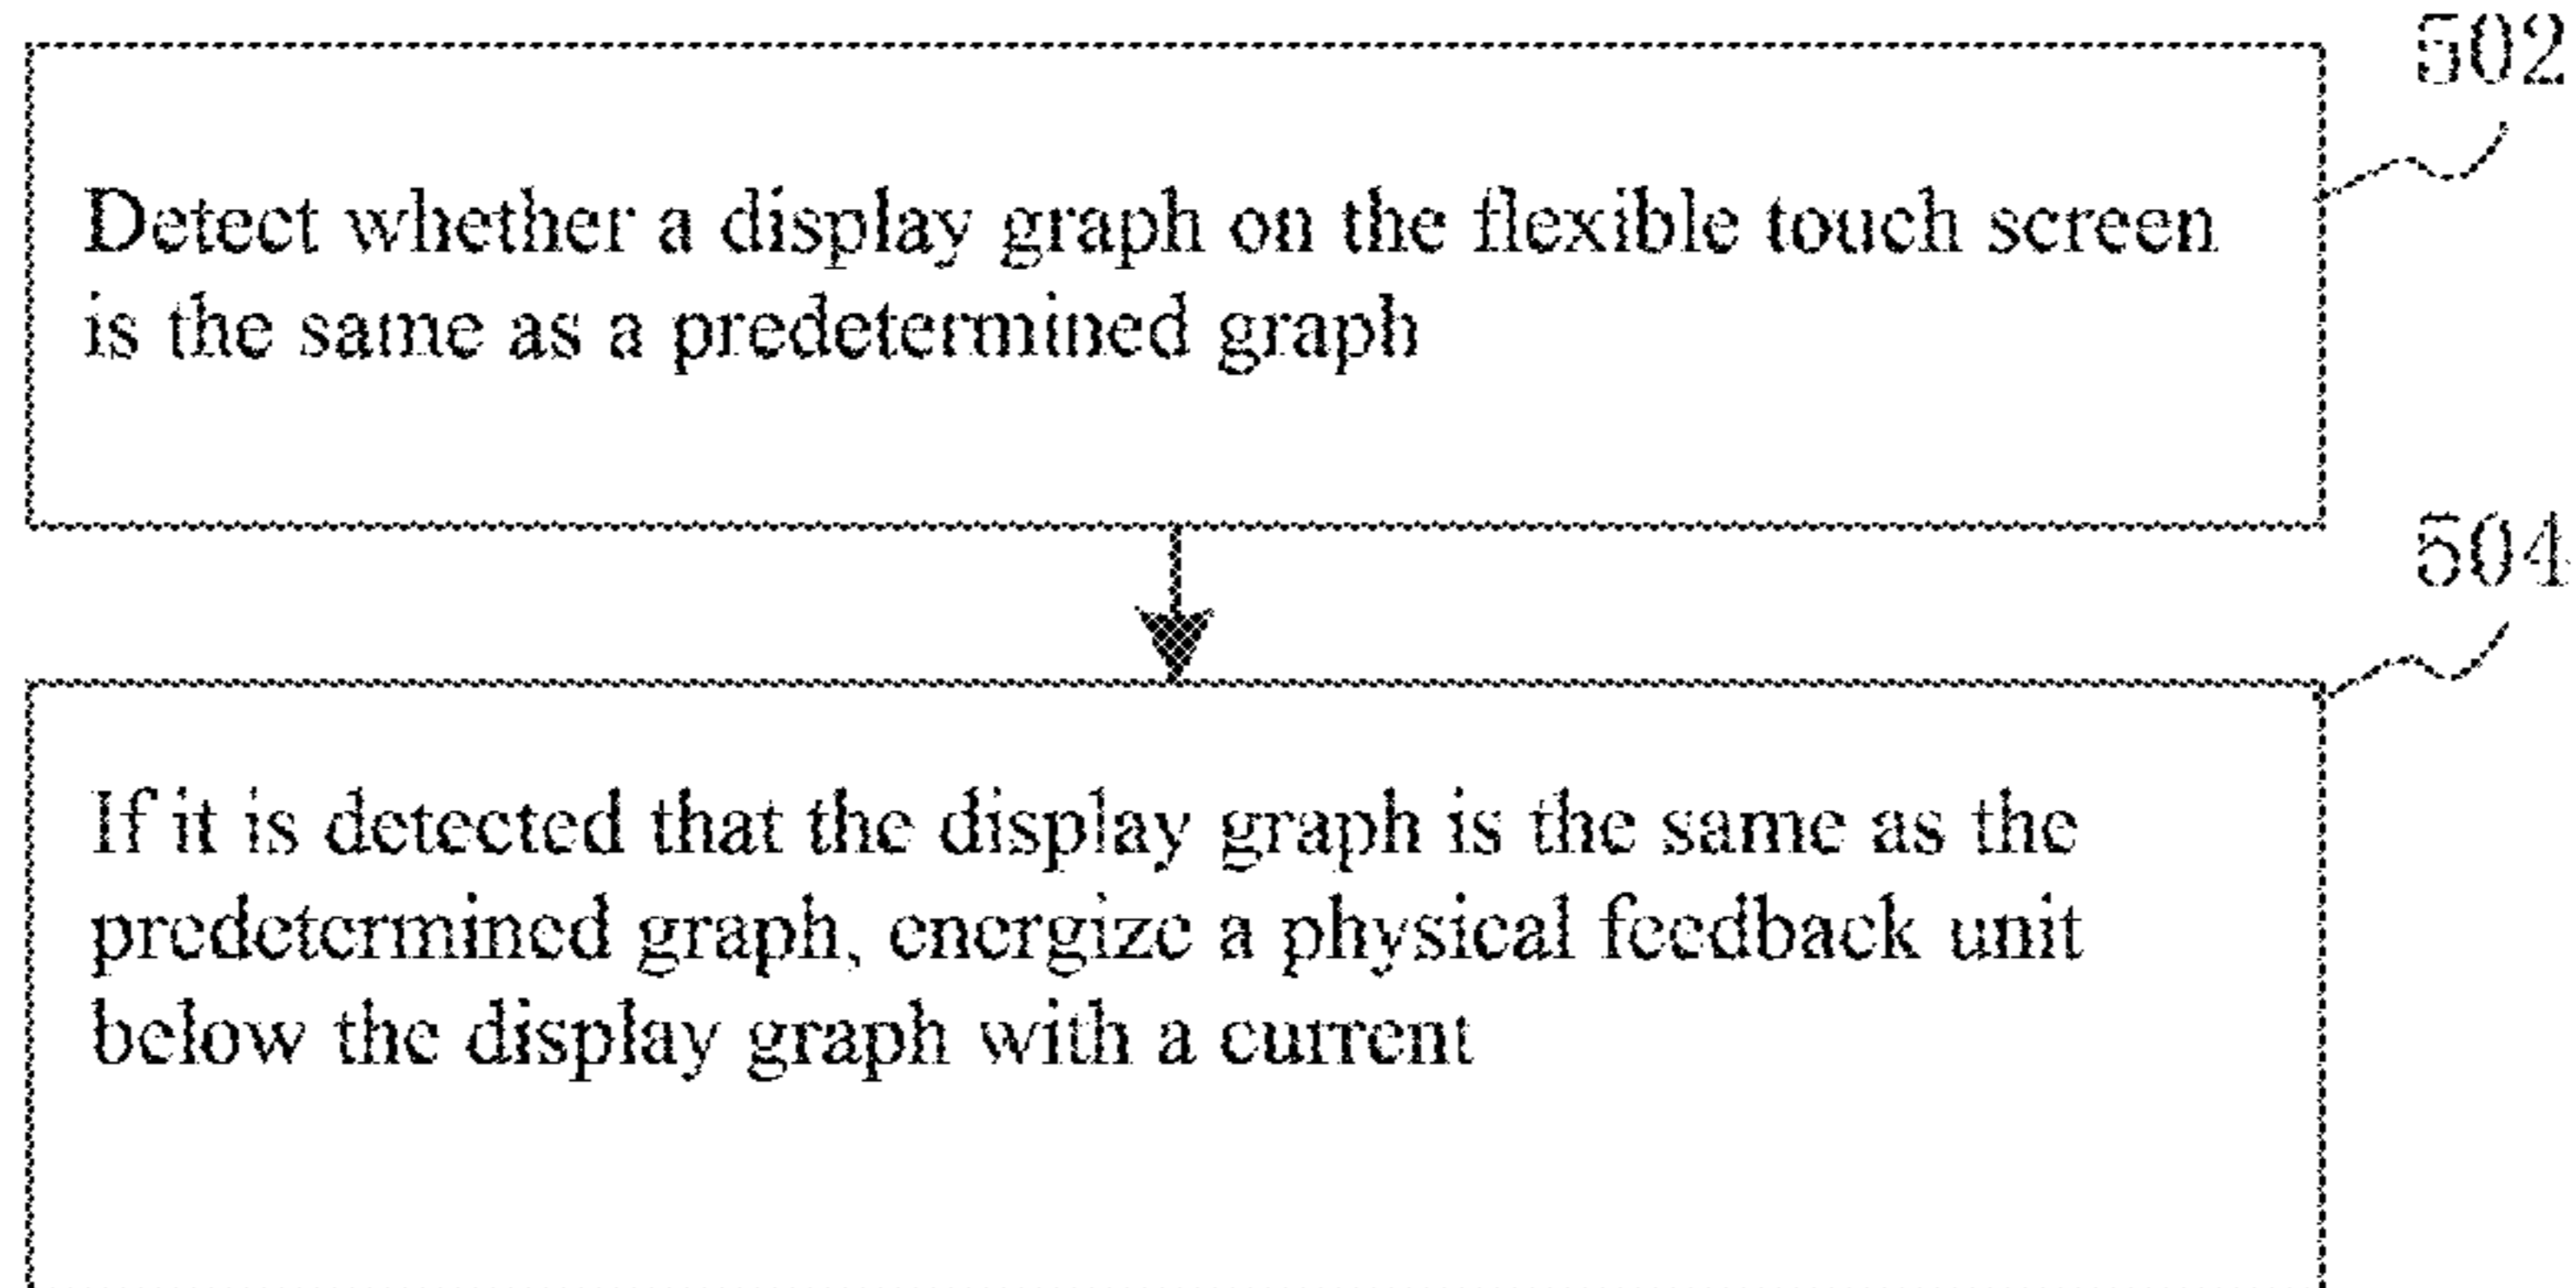 502
Detect whether a display graph on the flexible touch screen
is the same as a predetermined graph
504
If it is detected that the display graph is the same as the
predetermined graph, energize a physical feedback unit
below the display graph with a current